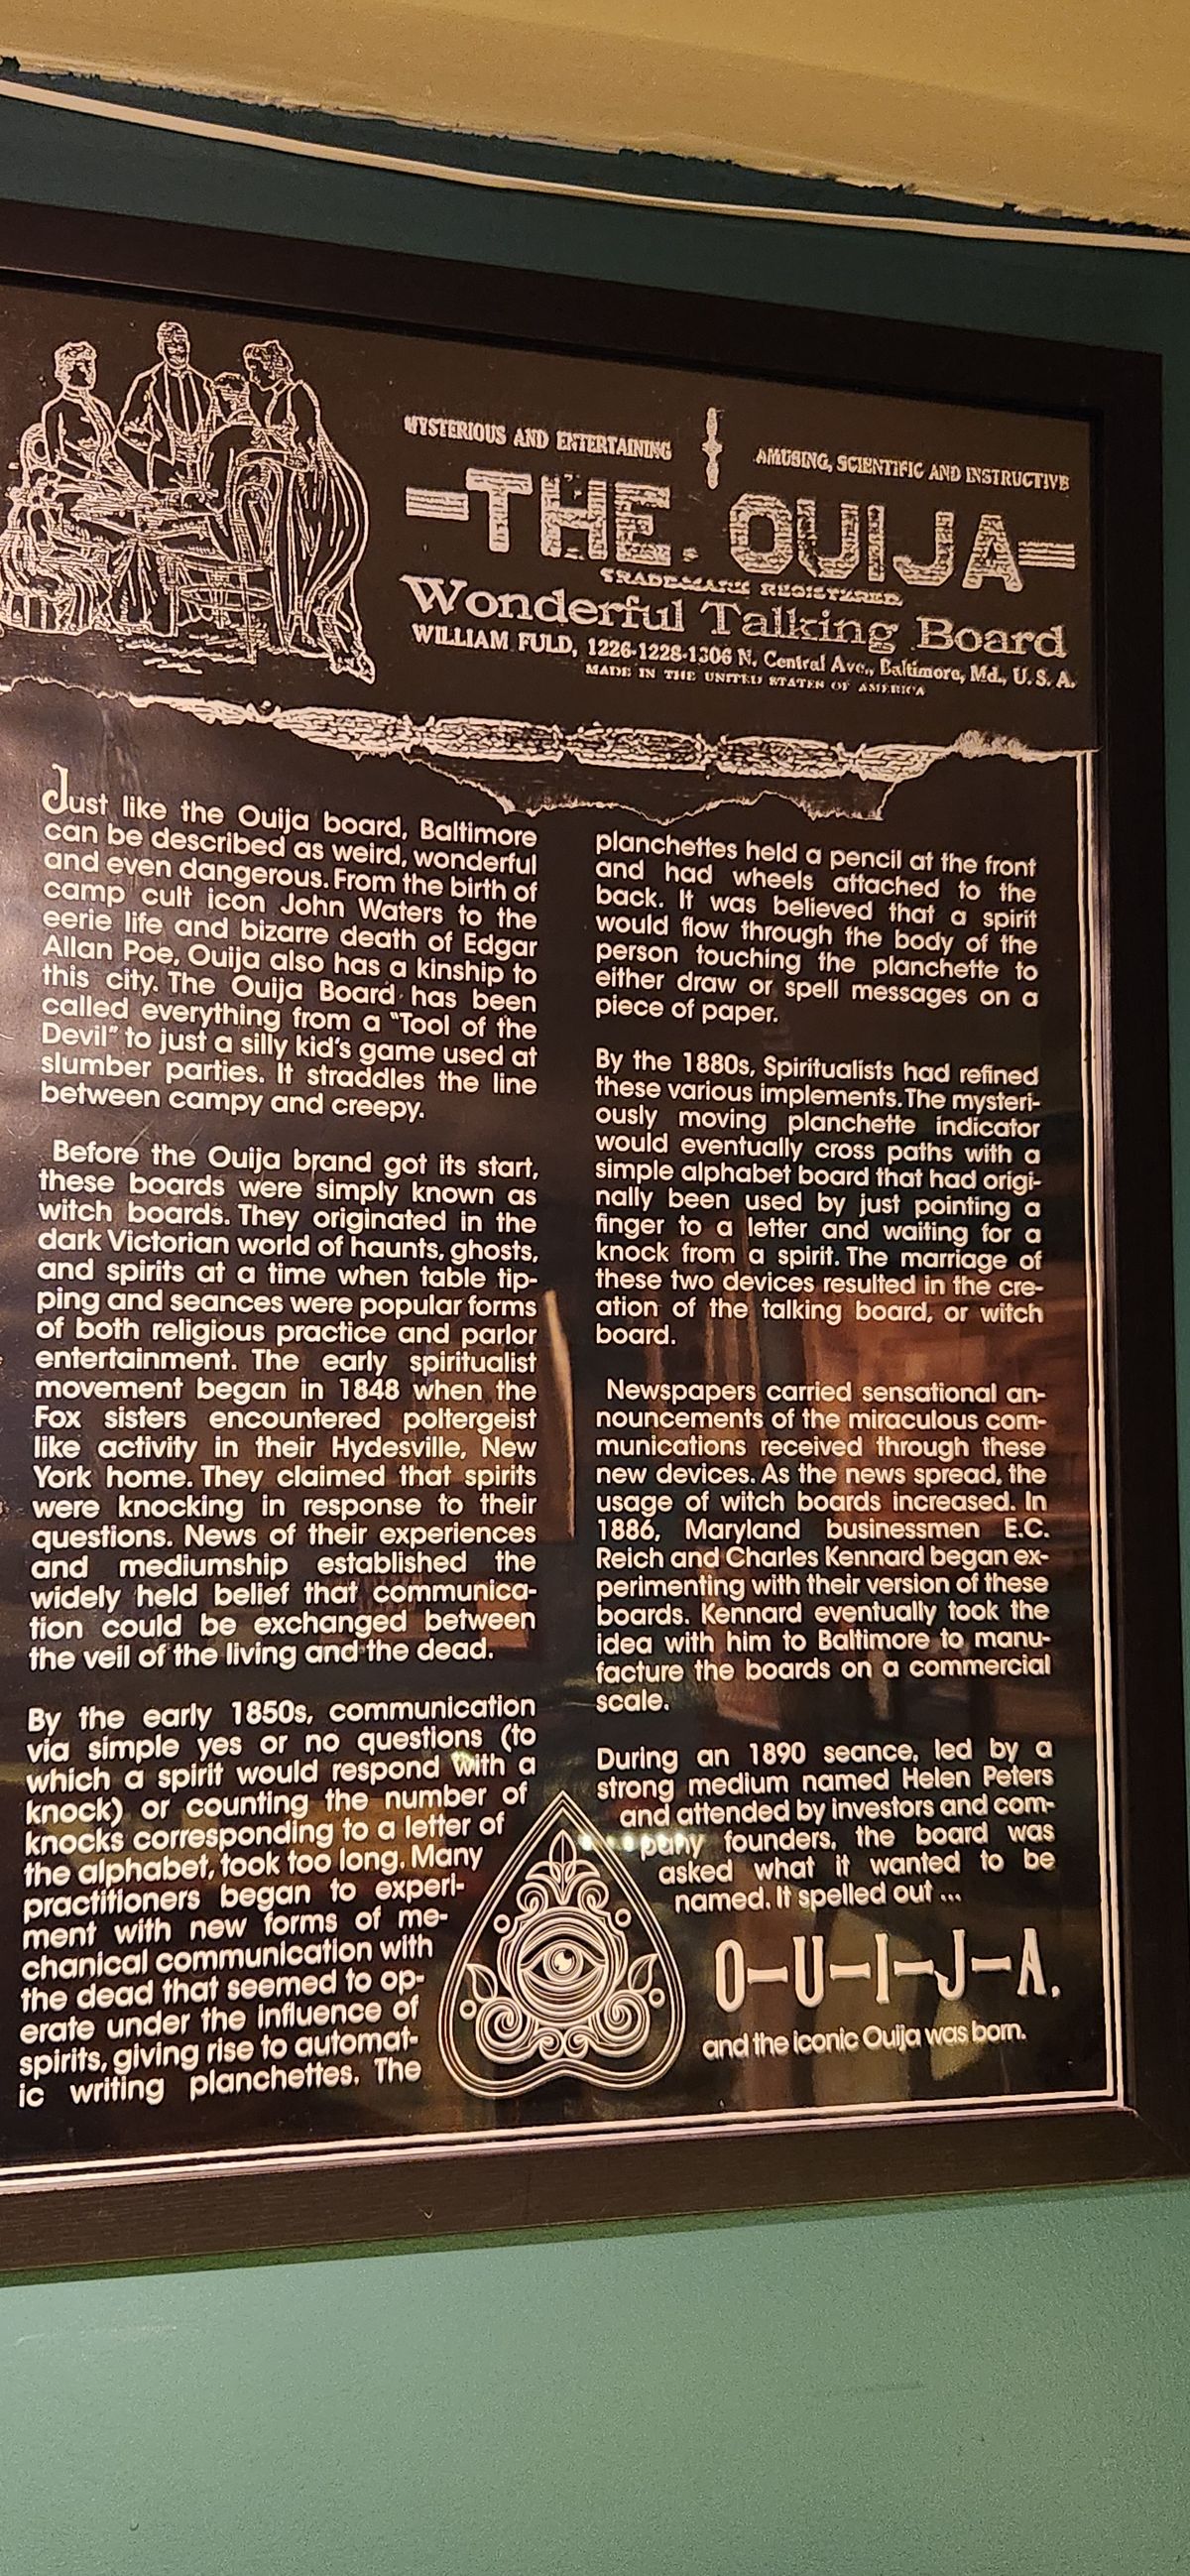 MYSTERIOUS AND ENTERTAINING
AMUSING, SCIENTIFIC AND INSTRUCTIVE
THE OUIJA
TRADEMARK REGISTERED
Wonderful Talking Board
WILLIAM FULD, 1226-1228-1306 N. Central Ave., Baltimore, Md., U. S. A.
MADE IN THE UNITED STATES OF AMERICA
Just like the Ouija board, Baltimore
can be described as weird, wonderful
and even dangerous. From the birth of
camp cult icon John Waters to the
eerie life and bizarre death of Edgar
Allan Poe, Ouija also has a kinship to
this city. The Ouija Board has been
called everything from a "Tool of the
Devil" to just a silly kid's game used at
slumber parties. It straddles the line
between campy and creepy.
Before the Ouija brand got its start,
these boards were simply known as
witch boards. They originated in the
dark Victorian world of haunts, ghosts,
and spirits at a time when table tip-
ping and seances were popular forms
of both religious practice and parlor
entertainment. The early spiritualist
movement began in 1848 when the
Fox sisters encountered poltergeist
like activity in their Hydesville, New
York home. They claimed that spirits
were knocking in response to their
questions. News of their experiences
and mediumship established the
widely held belief that communica-
tion could be exchanged between
the veil of the living and the dead.
By the early 1850s, communication
via simple yes or no questions (to
which a spirit would respond with a
knock) or counting the number of
knocks corresponding to a letter of
the alphabet, took too long. Many
practitioners began to experi-
ment with new forms of me-
chanical communication with
the dead that seemed to op-
erate under the influence of
spirits, giving rise to automat-
ic writing planchettes. The
planchettes held a pencil at the front
and had wheels attached to the
back. It was believed that a spirit
would flow through the body of the
person touching the planchette to
either draw or spell messages on a
piece of paper.
By the 1880s, Spiritualists had refined
these various implements. The mysteri-
ously moving planchette indicator
would eventually cross paths with a
simple alphabet board that had origi-
nally been used by just pointing a
finger to a letter and waiting for a
knock from a spirit. The marriage of
these two devices resulted in the cre-
ation of the talking board, or witch
board.
Newspapers carried sensational an-
nouncements of the miraculous com-
munications received through these
new devices. As the news spread, the
usage of witch boards increased. In
1886, Maryland businessmen E.C.
Reich and Charles Kennard began ex-
perimenting with their version of these
boards. Kennard eventually took the
idea with him to Baltimore to manu-
facture the boards on a commercial
scale.
During an 1890 seance, led by a
strong medium named Helen Peters
and attended by investors and com-
pany founders, the board was
asked what it wanted to be
named. It spelled out ...
O-U-I-J-A.
and the iconic Ouija was born.